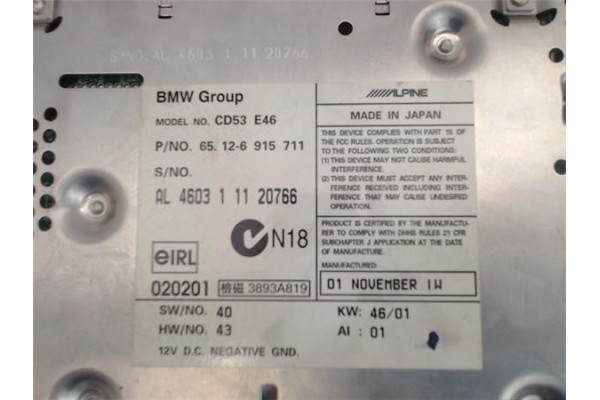 S/NO. AL 4603 1 11 20766
BMW Group
MODEL NO. CD53 E46
P/NO. 65. 12-6 915 711
S/NO.
AL 4603 1 11 20766
N18
eIRL
020201 檢磁 3893A819
SW/NO. 40
HW/NO. 43
12V D.C. NEGATIVE GND.
ALPINE
MADE IN JAPAN
THIS DEVICE COMPLIES WITH PART 15 OF
THE FCC RULES. OPERATION IS SUBJECT
TO THE FOLLOWING TWO CONDITIONS:
(1) THIS DEVICE MAY NOT CAUSE HARMFUL
INTERFERENCE.
(2) THIS DEVICE MUST ACCEPT ANY INTER-
FERENCE RECEIVED INCLUDING INTER-
FERENCE THAT MAY CAUSE UNDESIRED
OPERATION.
PRODUCT IS CERTIFIED BY THE MANUFACTU-
RER TO COMPLY WITH DHHS RULES 21 CFR
SUBCHAPTER J APPLICATION AT THE DATE
OF MANUFACTURE.
MANUFACTURED:
01 NOVEMBER IW
KW: 46/01
AI : 01